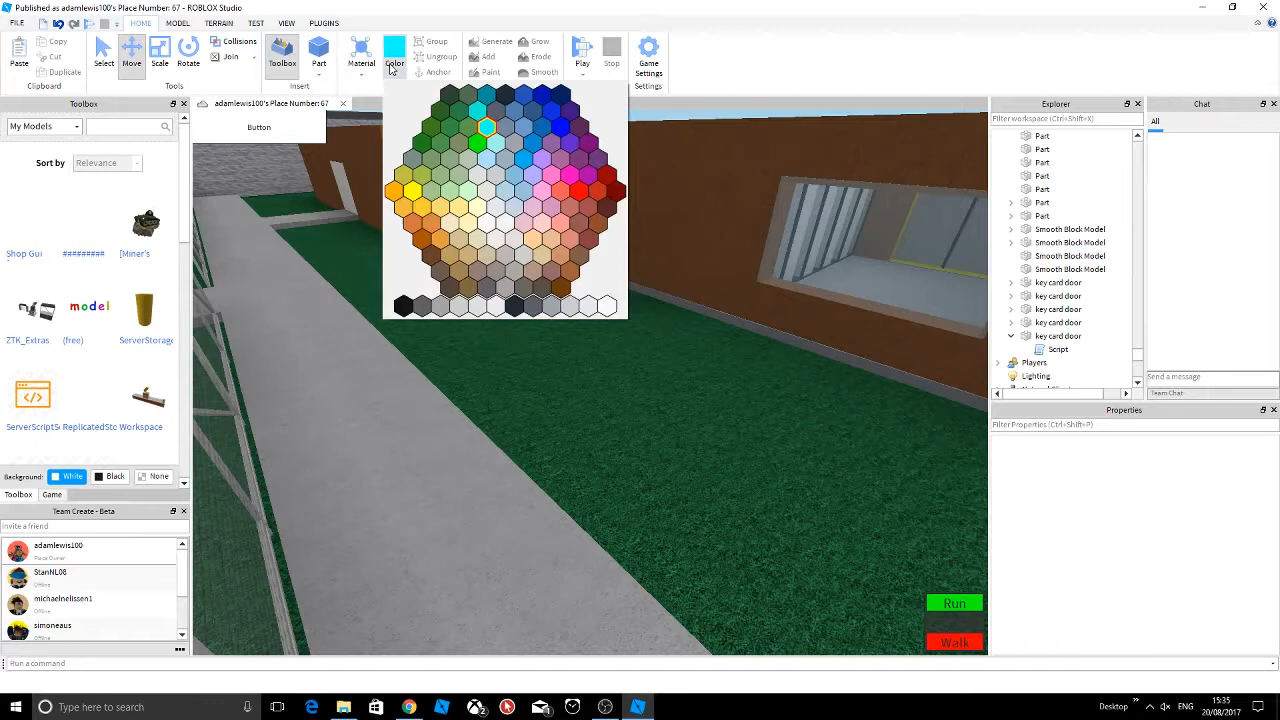 Published as adamlewis100's Place Number: 67 - ROBLOX Studio
FILE HOME MODEL TERRAIN TEST VIEW PLUGINS
Copy Collisions Group Generate Grow
Cut Join Ungroup Add Erode
Paste Duplicate Select Move Scale Rotate Toolbox Part Material Color Anchor Paint Smooth Play Stop Game Settings
Clipboard Tools Insert Settings
Toolbox adamlewis100's Place Number: 67 Explorer Chat
My Models Button Filter workspace (Ctrl+Shift+X) All
Sort by Relevance
Part
Part
Part
Part
Part
Part
Part
Smooth Block Model
Smooth Block Model
Smooth Block Model
Smooth Block Model
key card door
key card door
key card door
key card door
key card door
Script
Players
Lighting
Shop Gui ######### [Miner's
model
ZTK_Extras (free) ServerStorage
ServerScriptSe ReplicatedSto Workspace
Background: White Black None
Toolbox Game
Send a message
Team Chat
Properties
Filter Properties (Ctrl+Shift+P)
Team Create - Beta
Invite a friend
adamlewis100
Place Owner
StanNL08
Offline
michaelnelissen1
Offline
simoneaus
Offline
Run
Walk
Run a command
Type here to search Desktop 15:35
20/08/2017